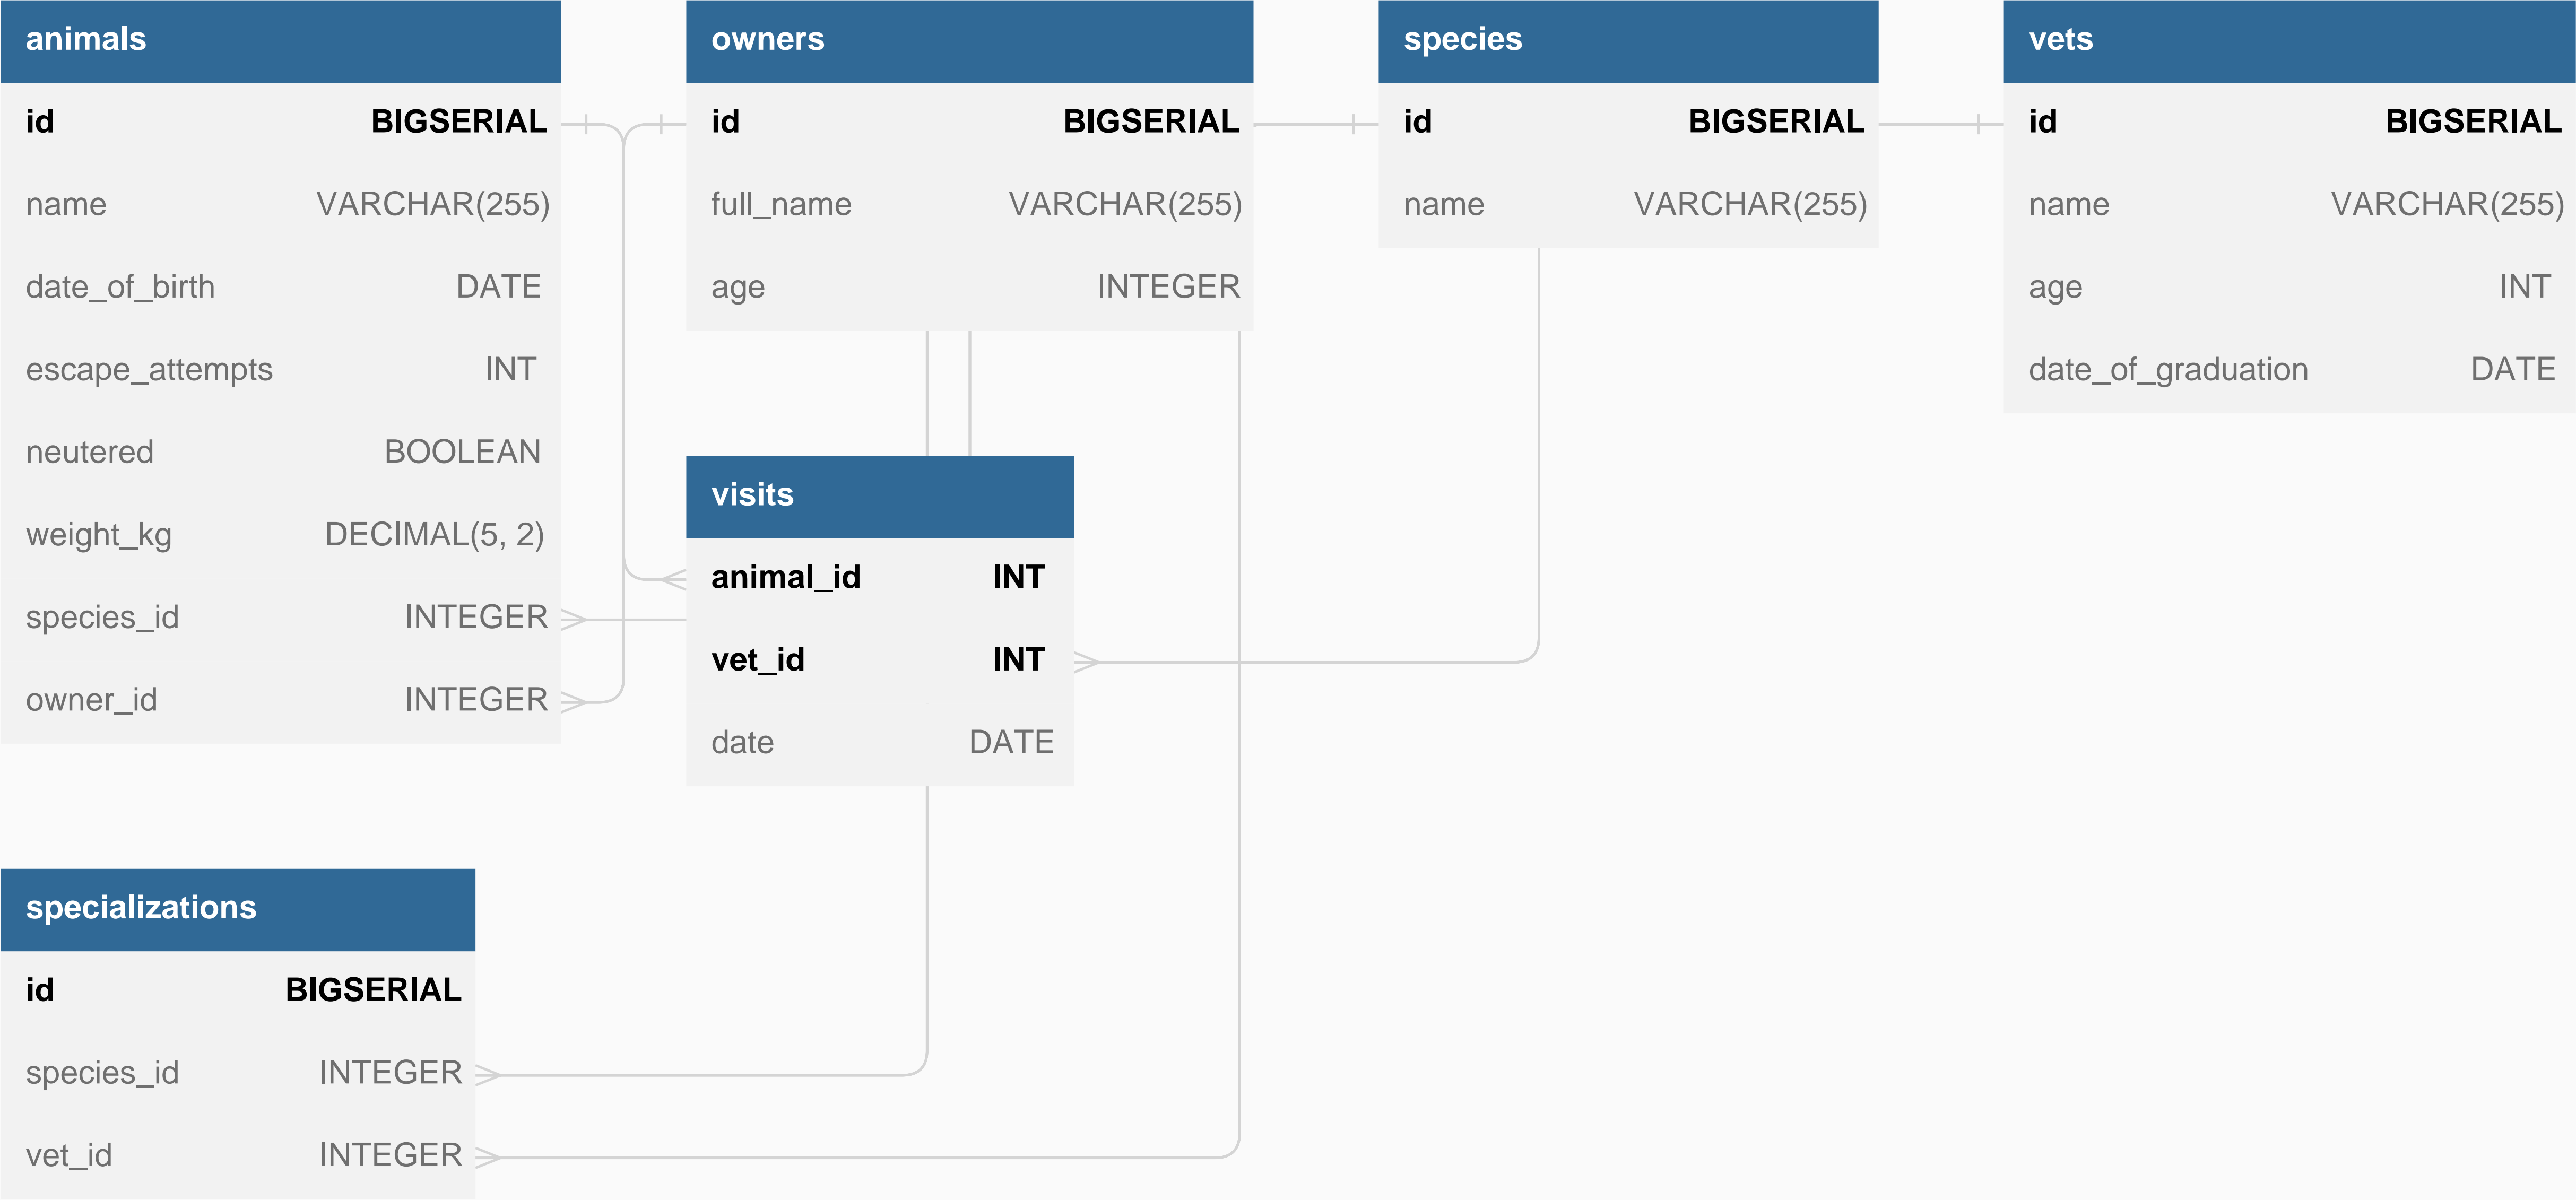 animals
id BIGSERIAL
name VARCHAR(255)
date_of_birth DATE
escape_attempts INT
neutered BOOLEAN
weight_kg DECIMAL(5, 2)
species_id INTEGER
owner_id INTEGER
owners
id BIGSERIAL
full_name VARCHAR(255)
age INTEGER
species
id BIGSERIAL
name VARCHAR(255)
vets
id BIGSERIAL
name VARCHAR(255)
age INT
date_of_graduation DATE
visits
animal_id INT
vet_id INT
date DATE
specializations
id BIGSERIAL
species_id INTEGER
vet_id INTEGER